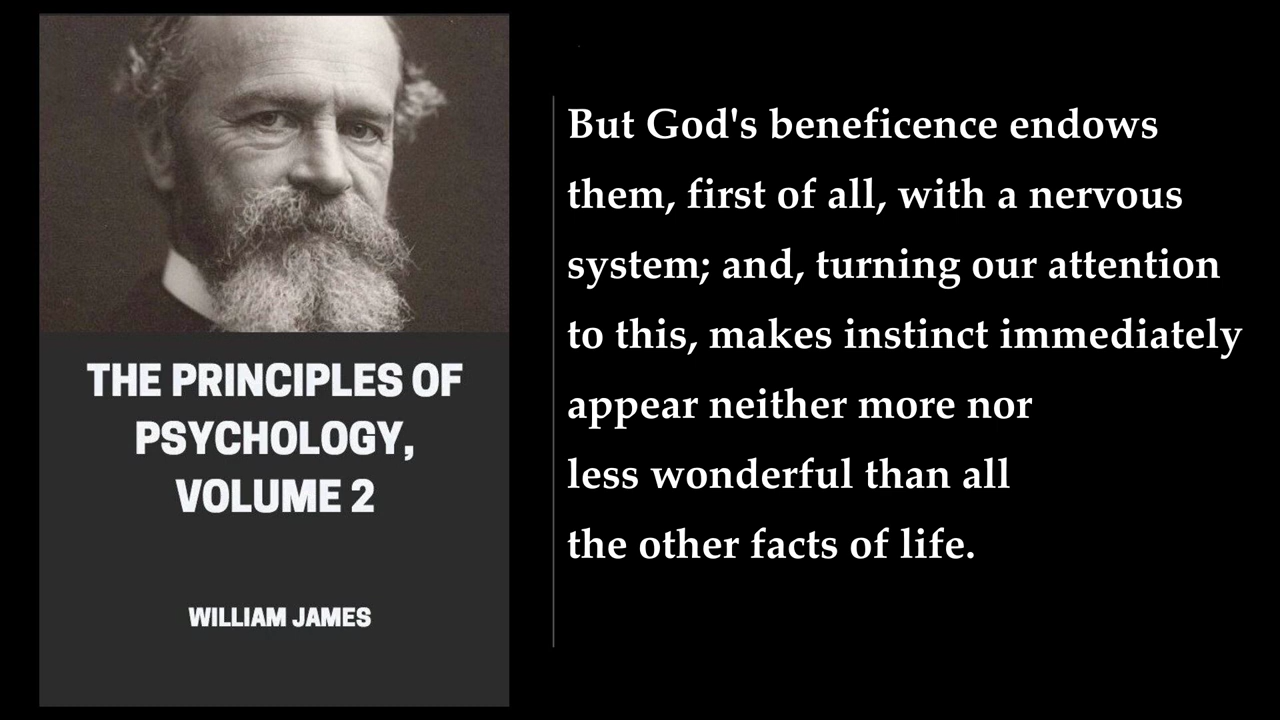 THE PRINCIPLES OF
PSYCHOLOGY,
VOLUME 2
WILLIAM JAMES
But God's beneficence endows
them, first of all, with a nervous
system; and, turning our attention
to this, makes instinct immediately
appear neither more nor
less wonderful than all
the other facts of life.